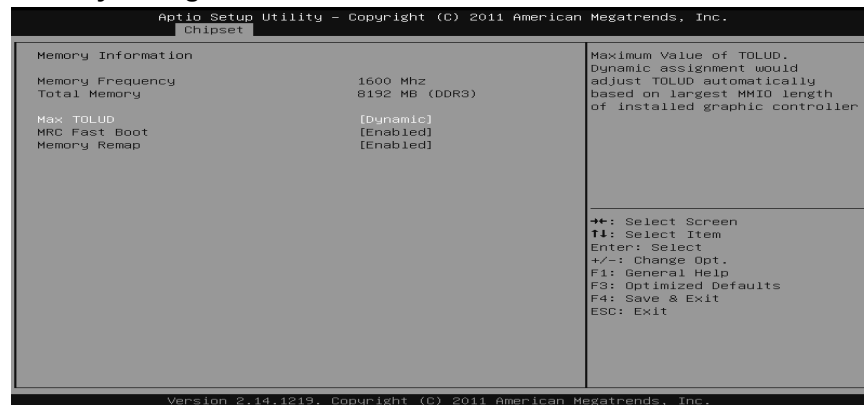 Aptio Setup Utility – Copyright (C) 2011 American Megatrends, Inc.
Chipset
Memory Information
Memory Frequency 1600 Mhz
Total Memory 8192 MB (DDR3)
Max TOLUD [Dynamic]
MRC Fast Boot [Enabled]
Memory Remap [Enabled]
Maximum Value of TOLUD.
Dynamic assignment would
adjust TOLUD automatically
based on largest MMIO length
of installed graphic controller
→←: Select Screen
↑↓: Select Item
Enter: Select
+/-: Change Opt.
F1: General Help
F3: Optimized Defaults
F4: Save & Exit
ESC: Exit
Version 2.14.1219. Copyright (C) 2011 American Megatrends, Inc.